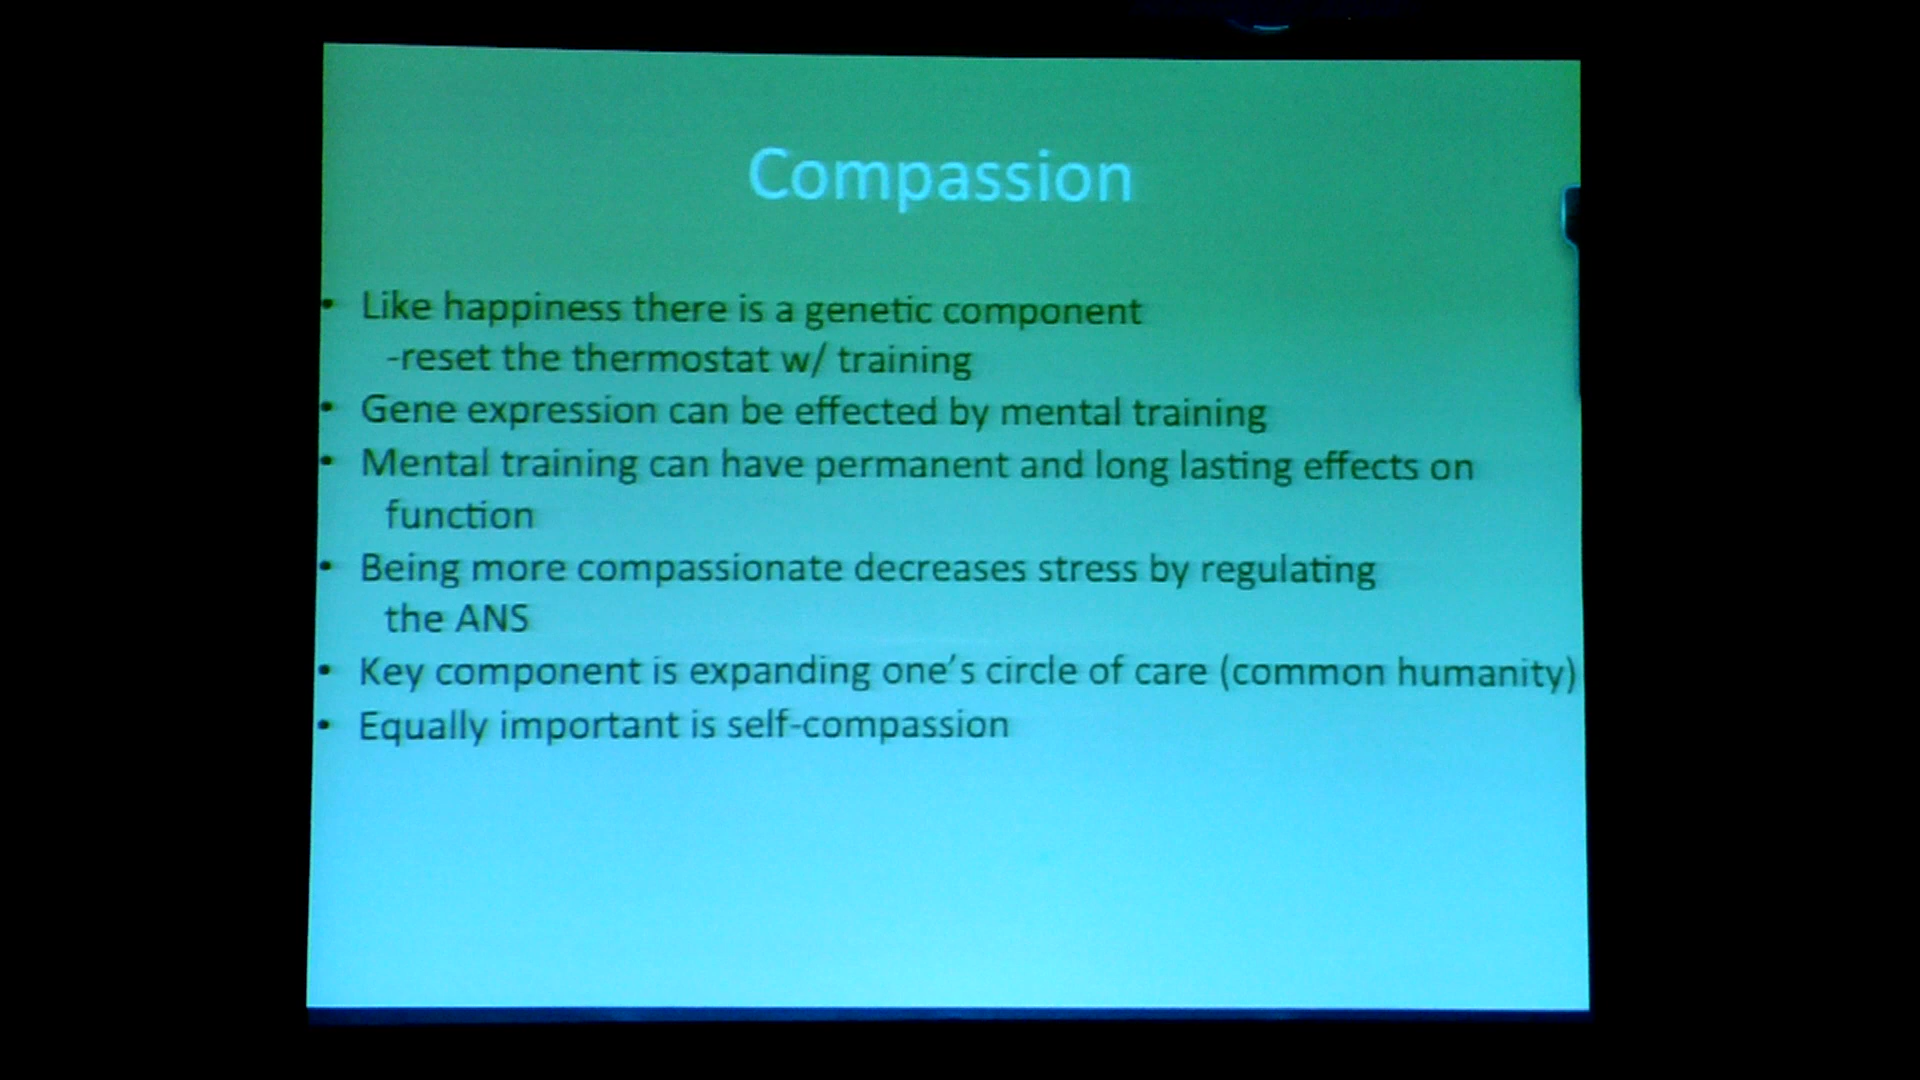 Compassion
• Like happiness there is a genetic component
-reset the thermostat w/ training
• Gene expression can be effected by mental training
• Mental training can have permanent and long lasting effects on
function
• Being more compassionate decreases stress by regulating
the ANS
• Key component is expanding one’s circle of care (common humanity)
• Equally important is self-compassion